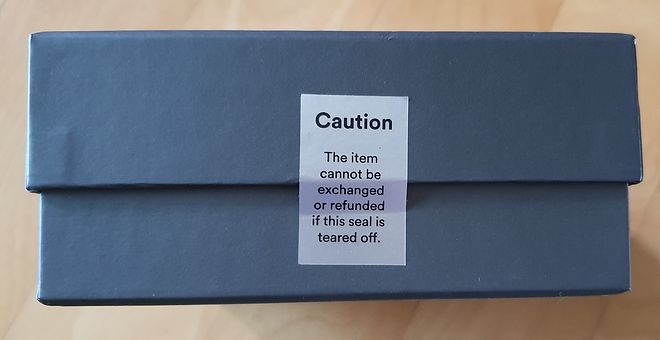 Caution
The item
cannot be
exchanged
or refunded
if this seal is
teared off.